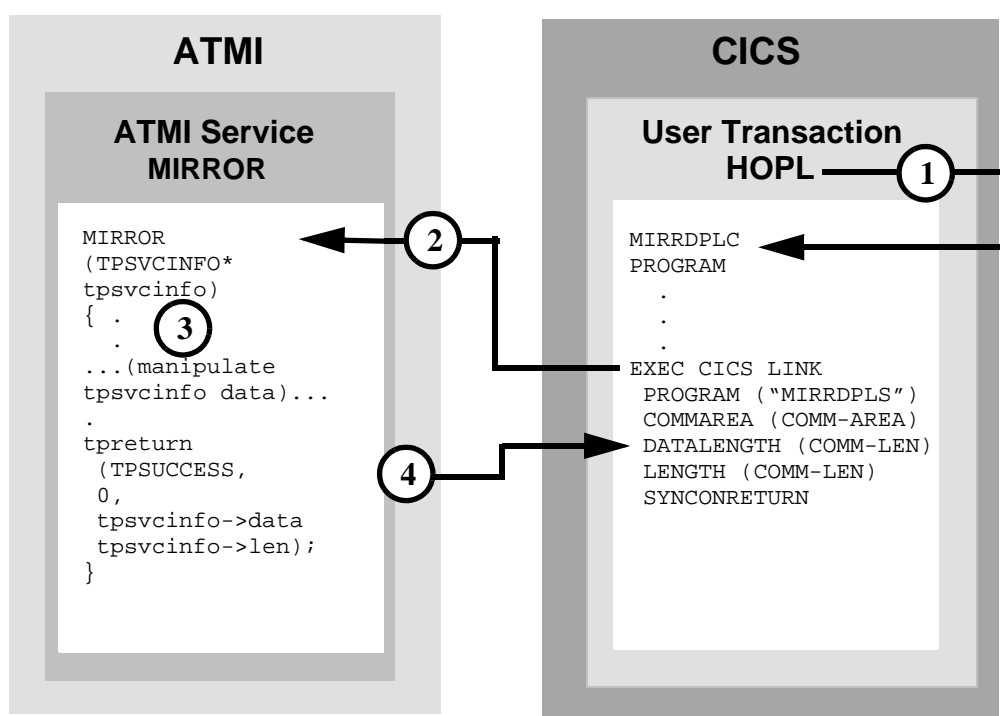 ATMI
ATMI Service
MIRROR
MIRROR
(TPSVCINFO*
tpsvcinfo)
{ .
.
...(manipulate
tpsvcinfo data)...
.
tpreturn
(TPSUCCESS,
0,
tpsvcinfo->data
tpsvcinfo->len);
}
3
2
4
CICS
User Transaction
HOPL
1
MIRRDPLC
PROGRAM
.
.
.
EXEC CICS LINK
PROGRAM (“MIRRDPLS”)
COMMAREA (COMM-AREA)
DATALENGTH (COMM-LEN)
LENGTH (COMM-LEN)
SYNCONRETURN